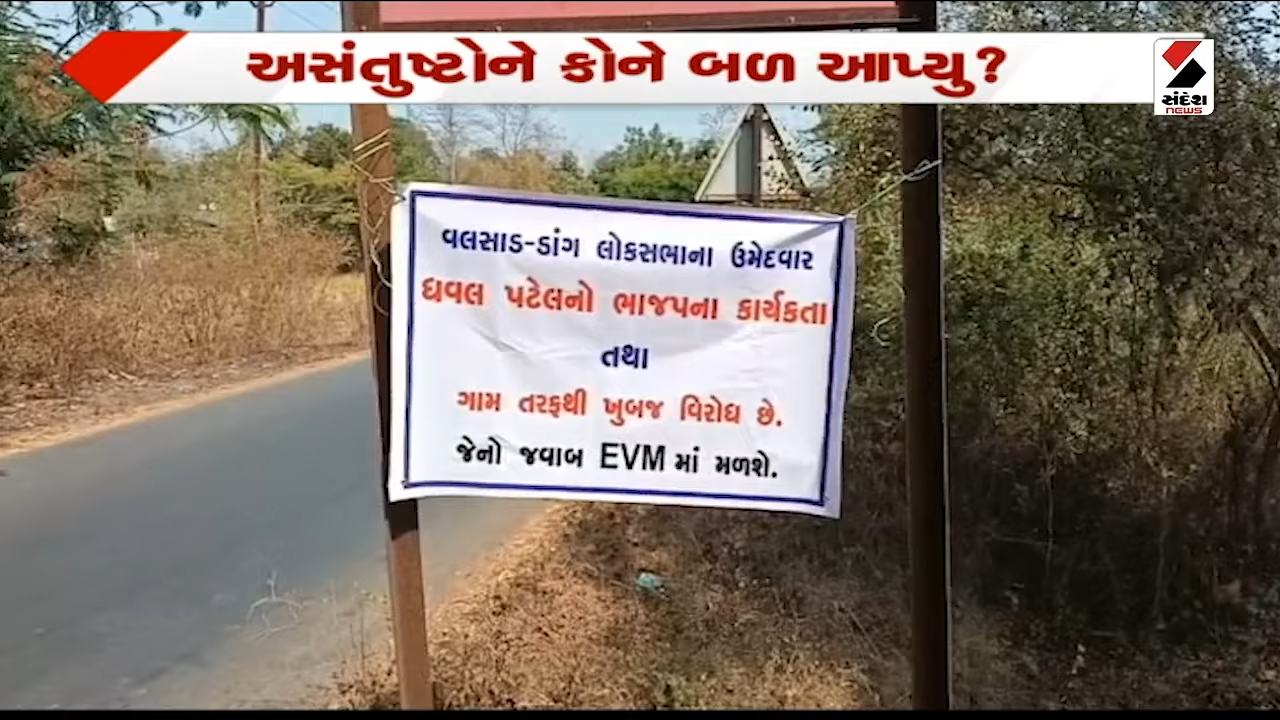 અસંતુષ્ટોને કોને બળ આપ્યુ?
સંદેશ
NEWS
વલસાડ-ડાંગ લોકસભાના ઉમેદવાર
ધવલ પટેલનો ભાજપના કાર્યકતા
તથા
ગામ તરફથી ખુબજ વિરોધ છે.
જેનો જવાબ EVM માં મળશે.